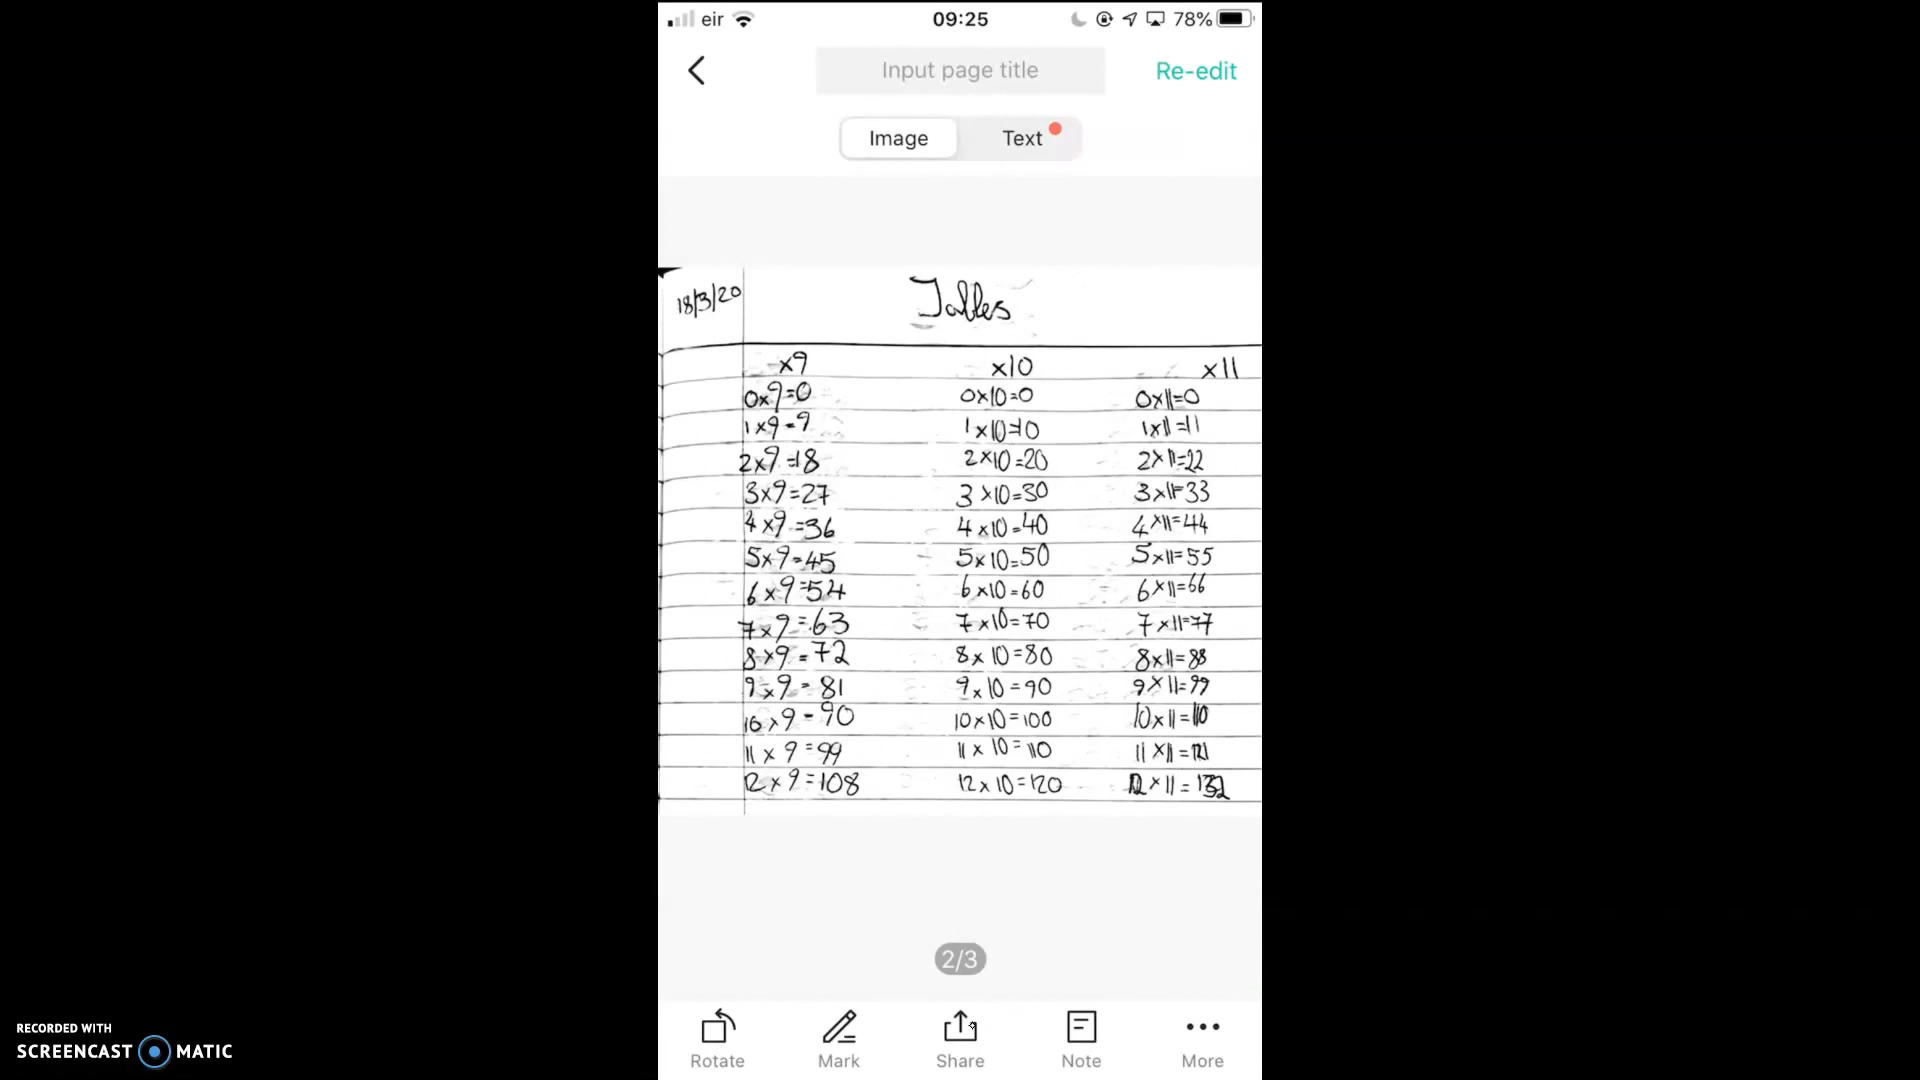 eir 09:25 78%
Input page title Re-edit
Image Text
18/3/20 Tables
x9 x10 x11
0x9=0 0x10=0 0x11=0
1x9=9 1x10=10 1x11=11
2x9=18 2x10=20 2x11=22
3x9=27 3x10=30 3x11=33
4x9=36 4x10=40 4x11=44
5x9=45 5x10=50 5x11=55
6x9=54 6x10=60 6x11=66
7x9=63 7x10=70 7x11=77
8x9=72 8x10=80 8x11=88
9x9=81 9x10=90 9x11=99
10x9=90 10x10=100 10x11=110
11x9=99 11x10=110 11x11=121
12x9=108 12x10=120 12x11=132
2/3
Rotate Mark Share Note More
RECORDED WITH
SCREENCAST MATIC